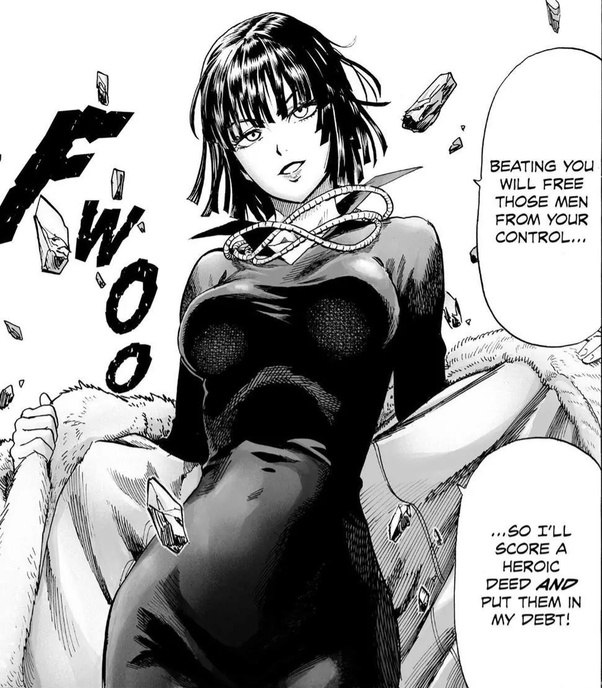 FWOO
BEATING YOU
WILL FREE
THOSE MEN
FROM YOUR
CONTROL...
...SO I'LL
SCORE A
HEROIC
DEED AND
PUT THEM IN
MY DEBT!